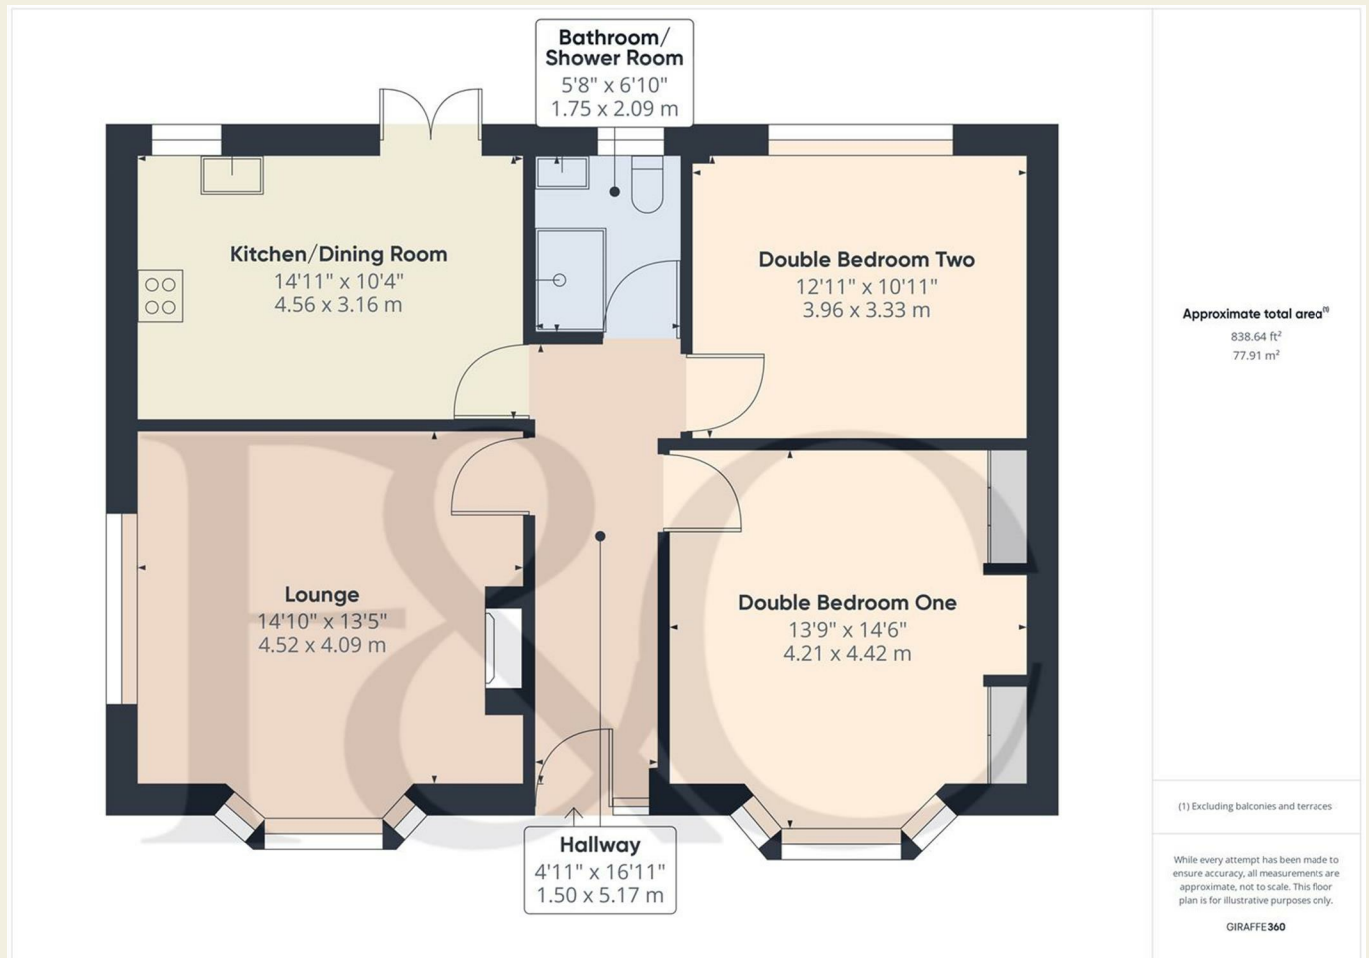 Bathroom/
Shower Room
5'8" x 6'10"
1.75 x 2.09 m
Kitchen/Dining Room
14'11" x 10'4"
4.56 x 3.16 m
Double Bedroom Two
12'11" x 10'11"
3.96 x 3.33 m
Lounge
14'10" x 13'5"
4.52 x 4.09 m
Double Bedroom One
13'9" x 14'6"
4.21 x 4.42 m
Hallway
4'11" x 16'11"
1.50 x 5.17 m
F&C
Approximate total area⁽¹⁾
838.64 ft²
77.91 m²
(1) Excluding balconies and terraces
While every attempt has been made to
ensure accuracy, all measurements are
approximate, not to scale. This floor
plan is for illustrative purposes only.
GIRAFFE360